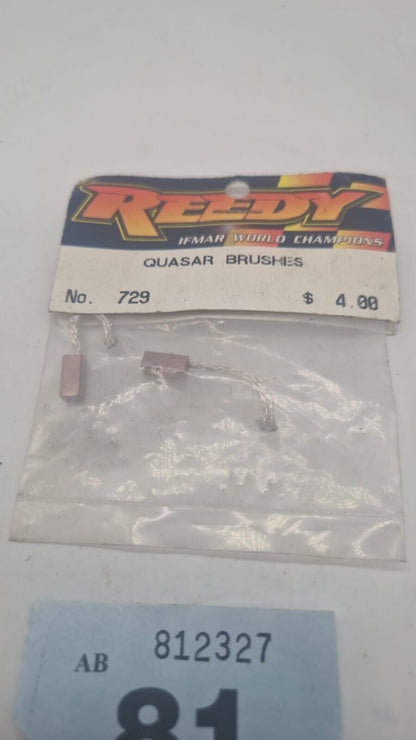 REEDY
IFMAR WORLD CHAMPIONS
QUASAR BRUSHES
No. 729 $ 4.00
AB 812327
81